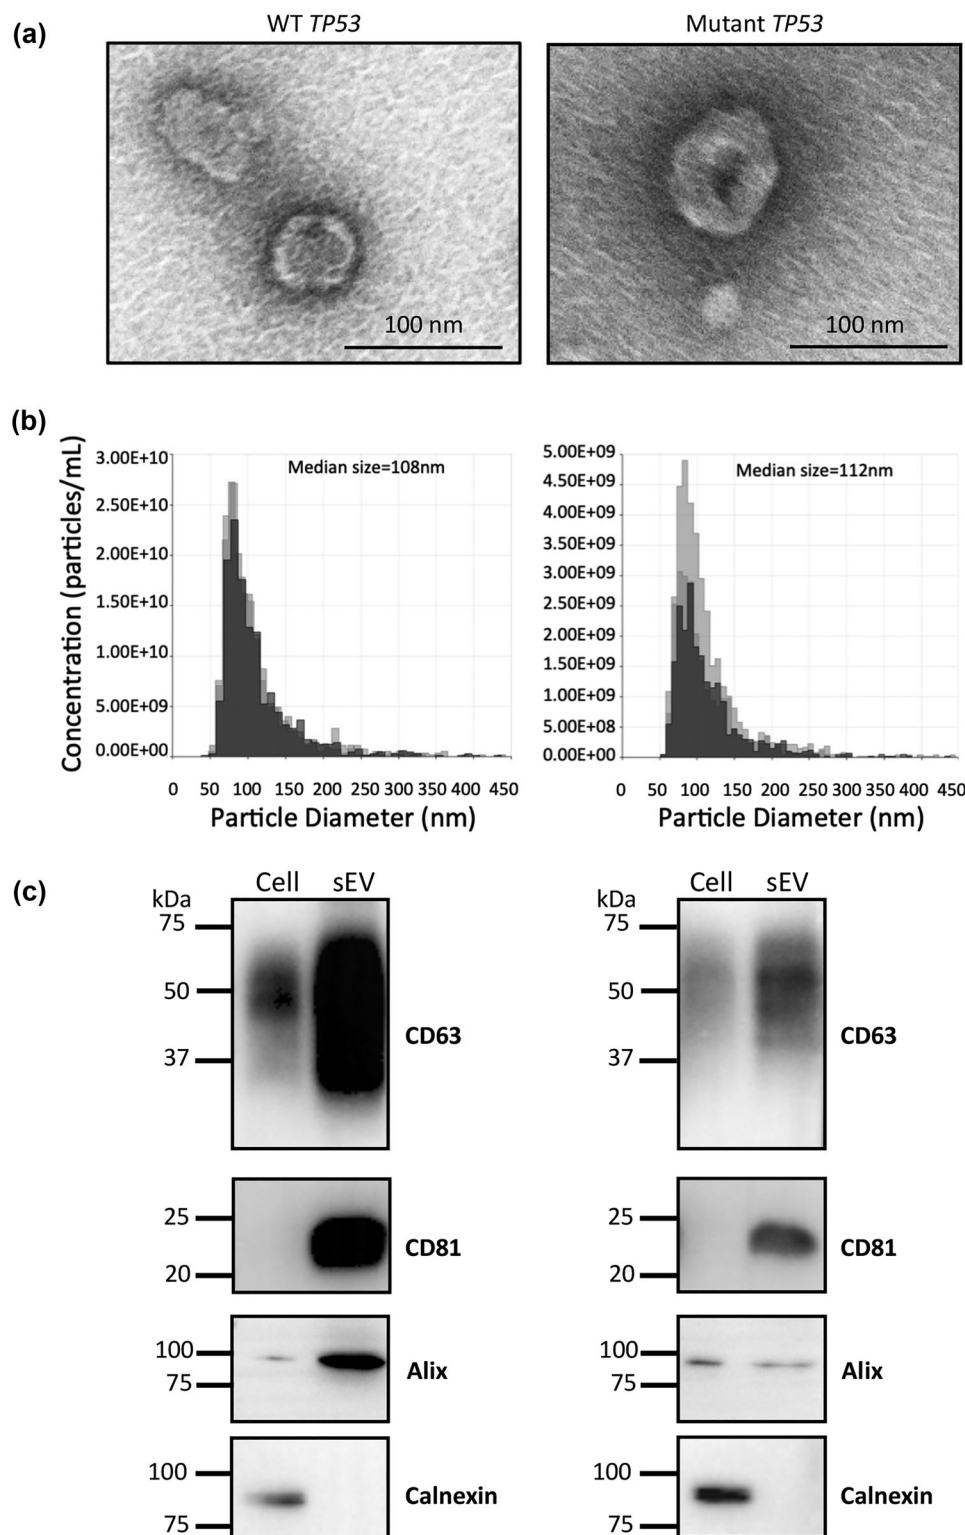 (a)
WT TP53
Mutant TP53
100 nm
100 nm
(b)
Concentration (particles/mL)
3.00E+10
2.50E+10
2.00E+10
1.50E+10
1.00E+10
5.00E+09
0.00E+00
Median size=108nm
0 50 100 150 200 250 300 350 400 450
Particle Diameter (nm)
5.00E+09
4.50E+09
4.00E+09
3.50E+09
3.00E+09
2.50E+09
2.00E+09
1.50E+09
1.00E+09
5.00E+08
0.00E+00
Median size=112nm
0 50 100 150 200 250 300 350 400 450
Particle Diameter (nm)
(c)
kDa
Cell sEV
75
50
37
CD63
25
20
CD81
100
75
Alix
100
75
Calnexin
kDa
Cell sEV
75
50
37
CD63
25
20
CD81
100
75
Alix
100
75
Calnexin